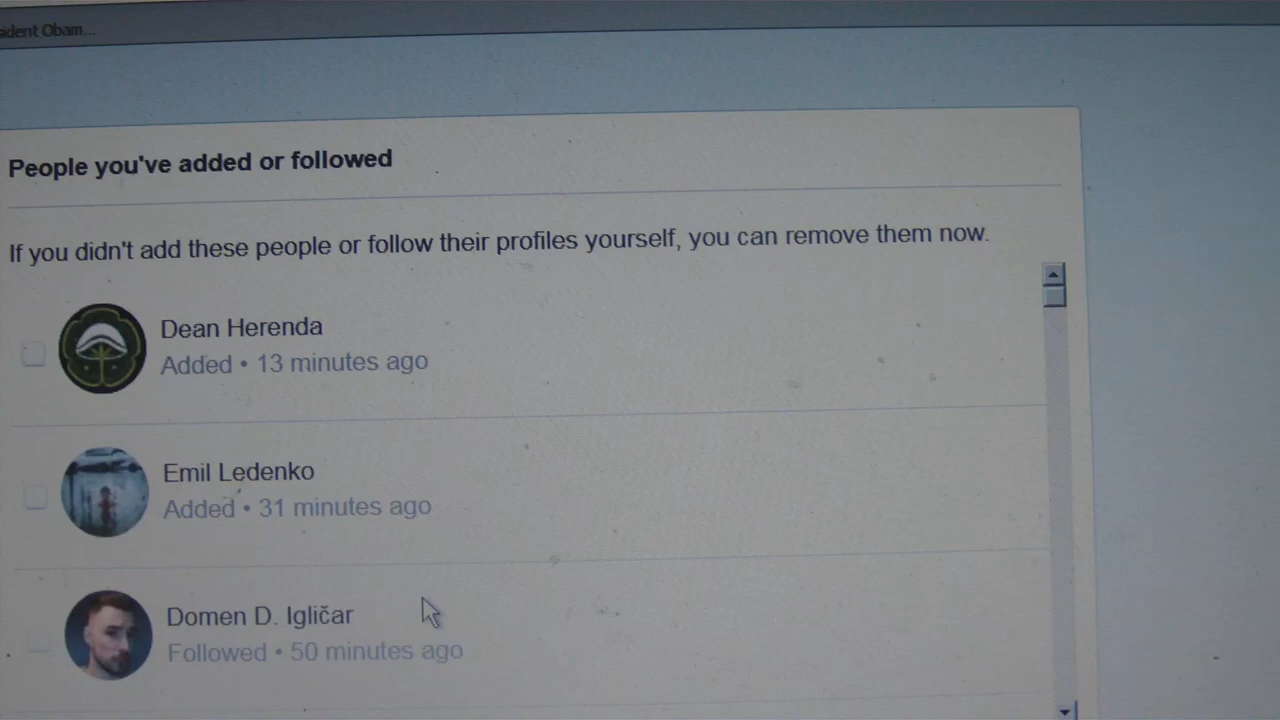 sident Obam...
People you've added or followed
If you didn't add these people or follow their profiles yourself, you can remove them now.
Dean Herenda
Added • 13 minutes ago
Emil Ledenko
Added • 31 minutes ago
Domen D. Igličar
Followed • 50 minutes ago